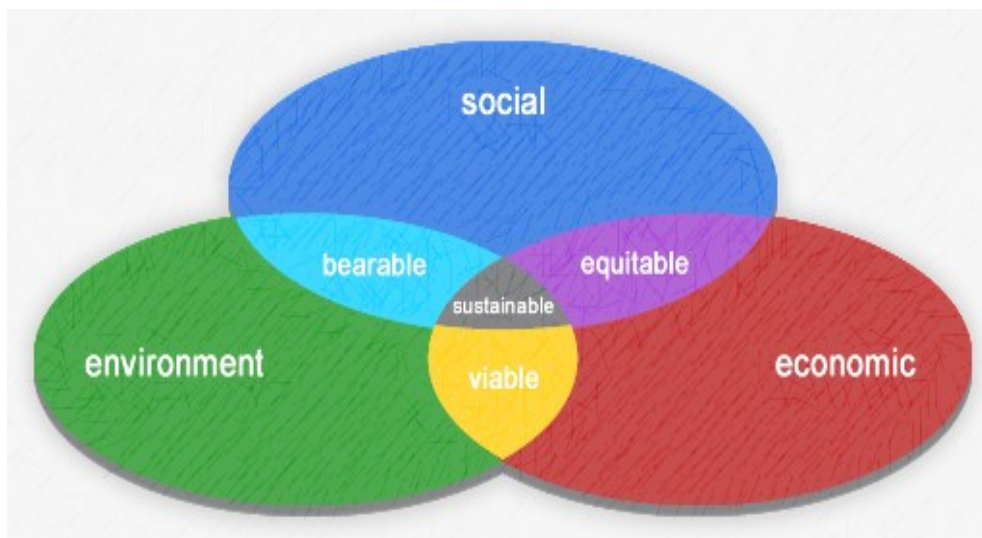 social
bearable
equitable
sustainable
environment
economic
viable